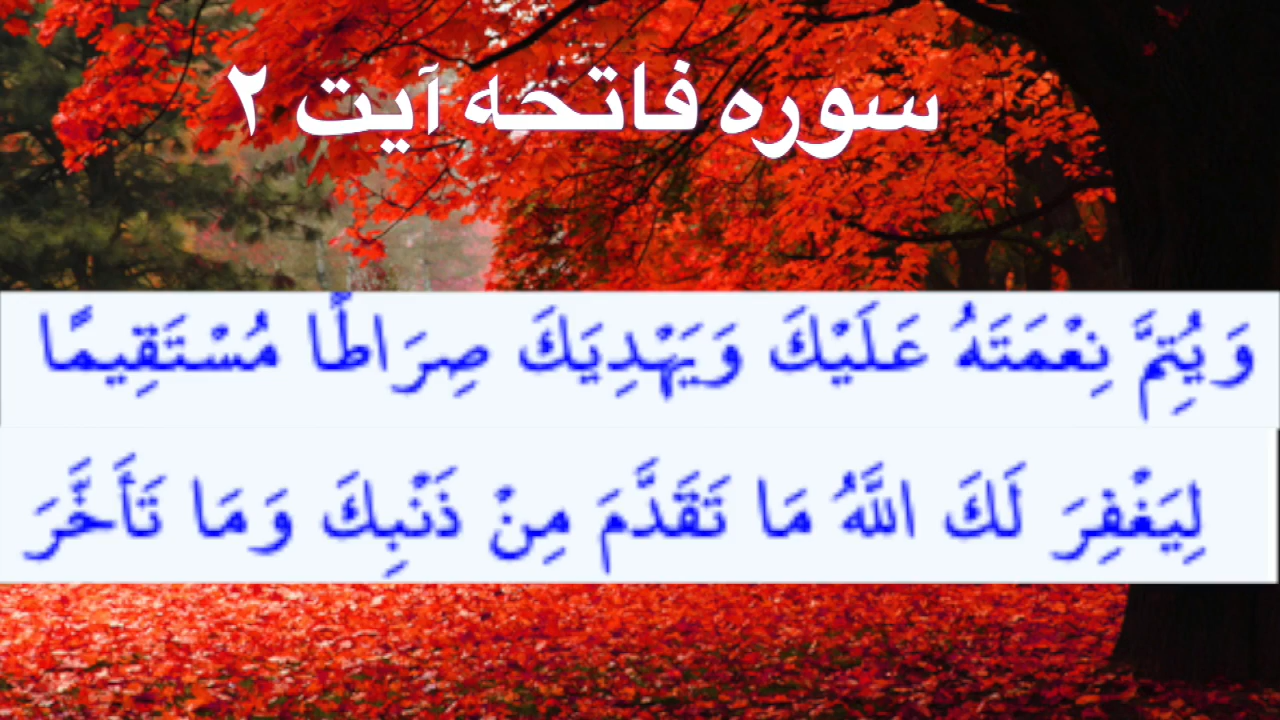 سوره فاتحه آیت ۲
وَيُتِمَّ نِعْمَتَهُ عَلَيْكَ وَيَهْدِيَكَ صِرَاطًا مُسْتَقِيمًا
لِيَغْفِرَ لَكَ اللَّهُ مَا تَقَدَّمَ مِنْ ذَنْبِكَ وَمَا تَأَخَّرَ